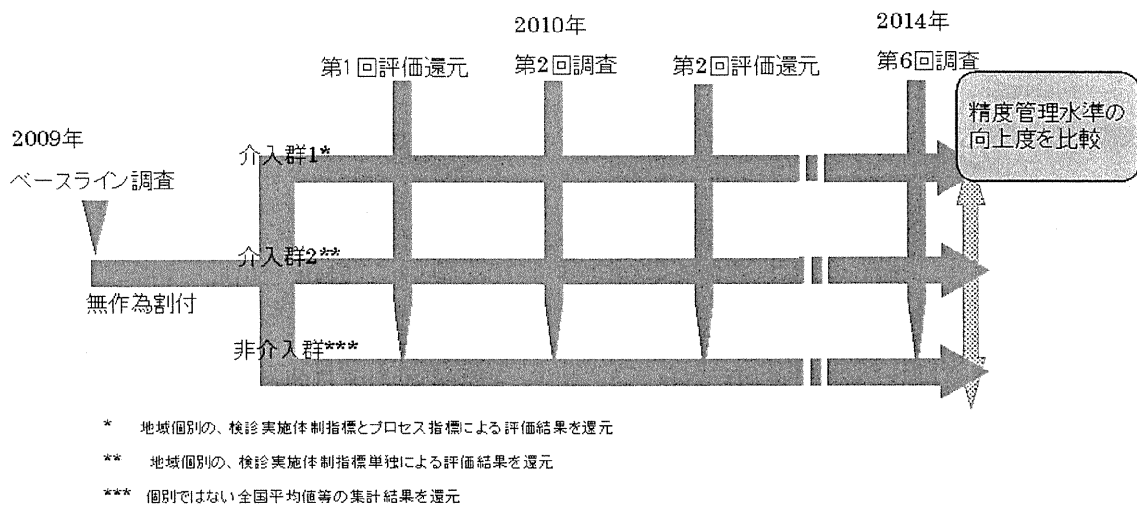 2010年
2014年
第1回評価還元
第2回調査
第2回評価還元
第6回調査
精度管理水準の
向上度を比較
2009年
ベースライン調査
介入群1*
介入群2**
無作為割付
非介入群***
* 地域個別の、検診実施体制指標とプロセス指標による評価結果を還元
** 地域個別の、検診実施体制指標単独による評価結果を還元
*** 個別ではない全国平均値等の集計結果を還元